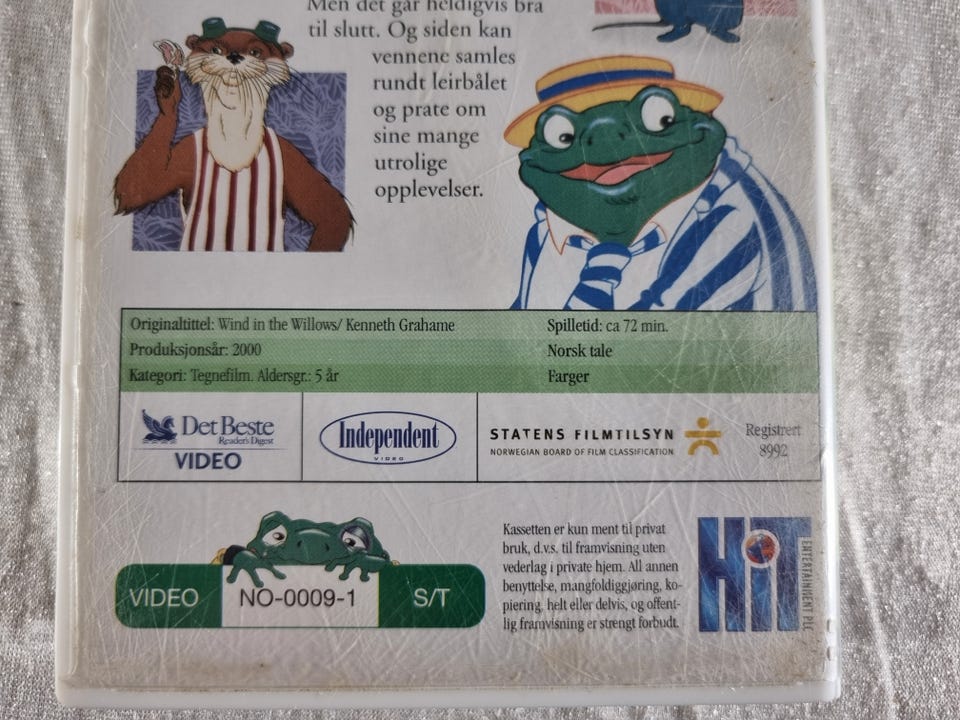 Men det går heldigvis bra
til slutt. Og siden kan
vennene samles
rundt leirbålet
og prate om
sine mange
utrolige
opplevelser.
Originaltittel: Wind in the Willows/ Kenneth Grahame
Spilletid: ca 72 min.
Produksjonsår: 2000
Norsk tale
Kategori: Tegnefilm. Aldersgr.: 5 år
Farger
Det Beste
Reader's Digest
VIDEO
Independent
VIDEO
STATENS FILMTILSYN
NORWEGIAN BOARD OF FILM CLASSIFICATION
Registrert
8992
VIDEO NO-0009-1 S/T
Kassetten er kun ment til privat
bruk, d.v.s. til framvisning uten
vederlag i private hjem. All annen
benyttelse, mangfoldiggjøring, ko-
piering, helt eller delvis, og offent-
lig framvisning er strengt forbudt.
HiT
ENTERTAINMENT PLC